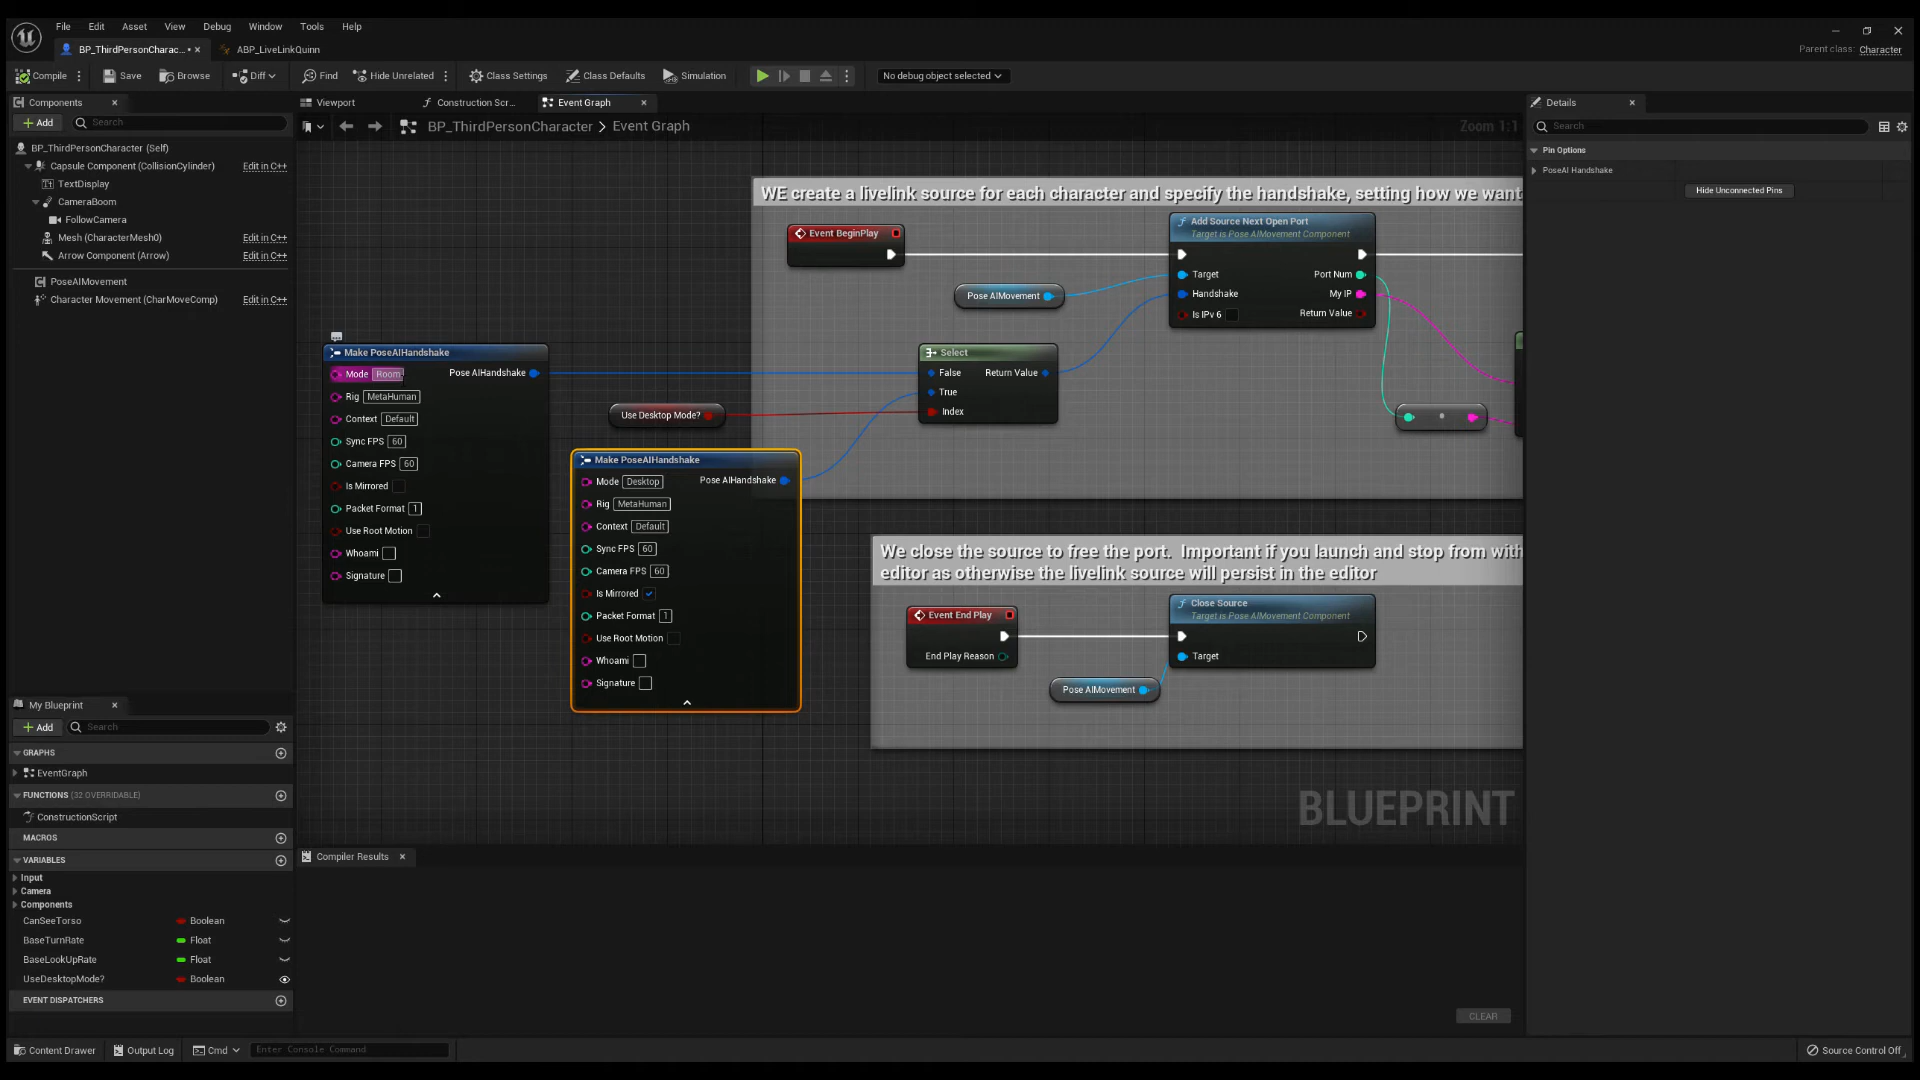 File Edit Asset View Debug Window Tools Help
BP_ThirdPersonCharac... ABP_LiveLinkQuinn
Parent class: Character
Compile Save Browse Diff Find Hide Unrelated Class Settings Class Defaults Simulation No debug object selected
Components
Viewport Construction Scr... Event Graph
Details
Add Search
BP_ThirdPersonCharacter > Event Graph
Zoom 1:1
Search
BP_ThirdPersonCharacter (Self)
Capsule Component (CollisionCylinder) Edit in C++
TextDisplay
CameraBoom
FollowCamera
Mesh (CharacterMesh0) Edit in C++
Arrow Component (Arrow) Edit in C++
PoseAIMovement
Character Movement (CharMoveComp) Edit in C++
Pin Options
PoseAI Handshake
Hide Unconnected Pins
WE create a livelink source for each character and specify the handshake, setting how we want
Event BeginPlay
Add Source Next Open Port
Target is Pose AIMovement Component
Target Port Num
Handshake My IP
Is IPv 6 Return Value
Pose AIMovement
Make PoseAIHandshake
Mode Room Pose AIHandshake
Rig MetaHuman
Context Default
Sync FPS 60
Camera FPS 60
Is Mirrored
Packet Format 1
Use Root Motion
Whoami
Signature
Select
False Return Value
True
Index
Use Desktop Mode?
Make PoseAIHandshake
Mode Desktop Pose AIHandshake
Rig MetaHuman
Context Default
Sync FPS 60
Camera FPS 60
Is Mirrored
Packet Format 1
Use Root Motion
Whoami
Signature
We close the source to free the port. Important if you launch and stop from with
editor as otherwise the livelink source will persist in the editor
Event End Play
End Play Reason
Close Source
Target is Pose AIMovement Component
Target
Pose AIMovement
BLUEPRINT
My Blueprint
Add Search
GRAPHS
EventGraph
FUNCTIONS (32 OVERRIDABLE)
ConstructionScript
MACROS
VARIABLES
Input
Camera
Components
CanSeeTorso Boolean
BaseTurnRate Float
BaseLookUpRate Float
UseDesktopMode? Boolean
EVENT DISPATCHERS
Compiler Results
CLEAR
Content Drawer Output Log Cmd Enter Console Command
Source Control Off